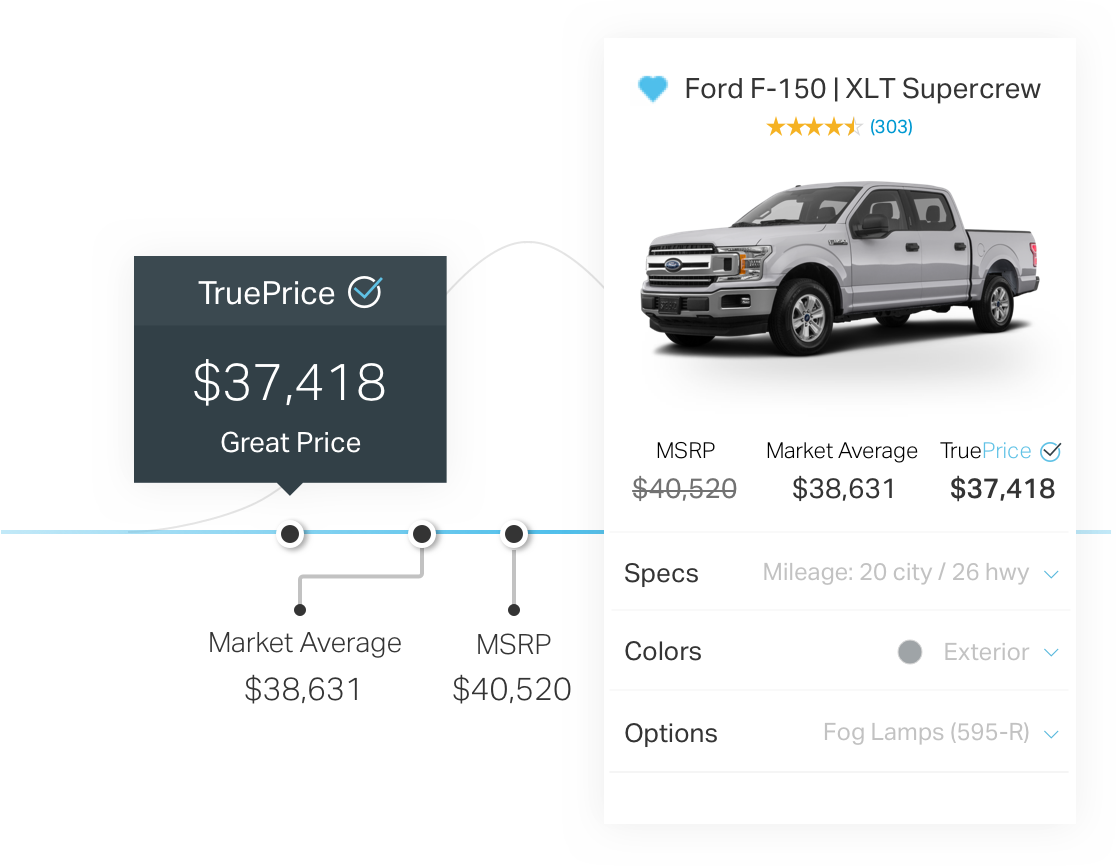 TruePrice
$37,418
Great Price
Market Average
$38,631
MSRP
$40,520
Ford F-150 | XLT Supercrew
(303)
Ford
MSRP Market Average TruePrice
$40,520 $38,631 $37,418
Specs Mileage: 20 city / 26 hwy
Colors Exterior
Options Fog Lamps (595-R)